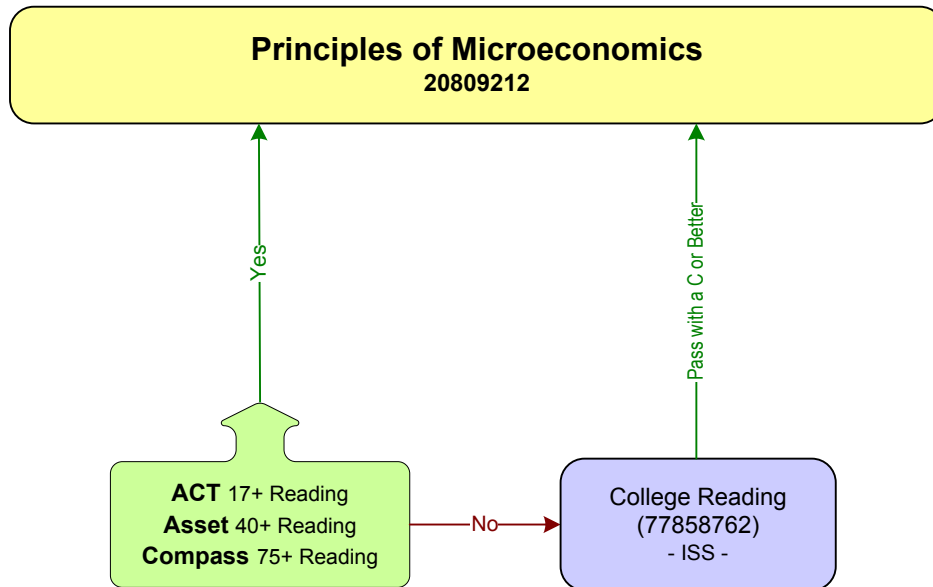 Principles of Microeconomics
20809212
Yes
Pass with a C or Better
ACT 17+ Reading
Asset 40+ Reading
Compass 75+ Reading
No
College Reading
(77858762)
- ISS -